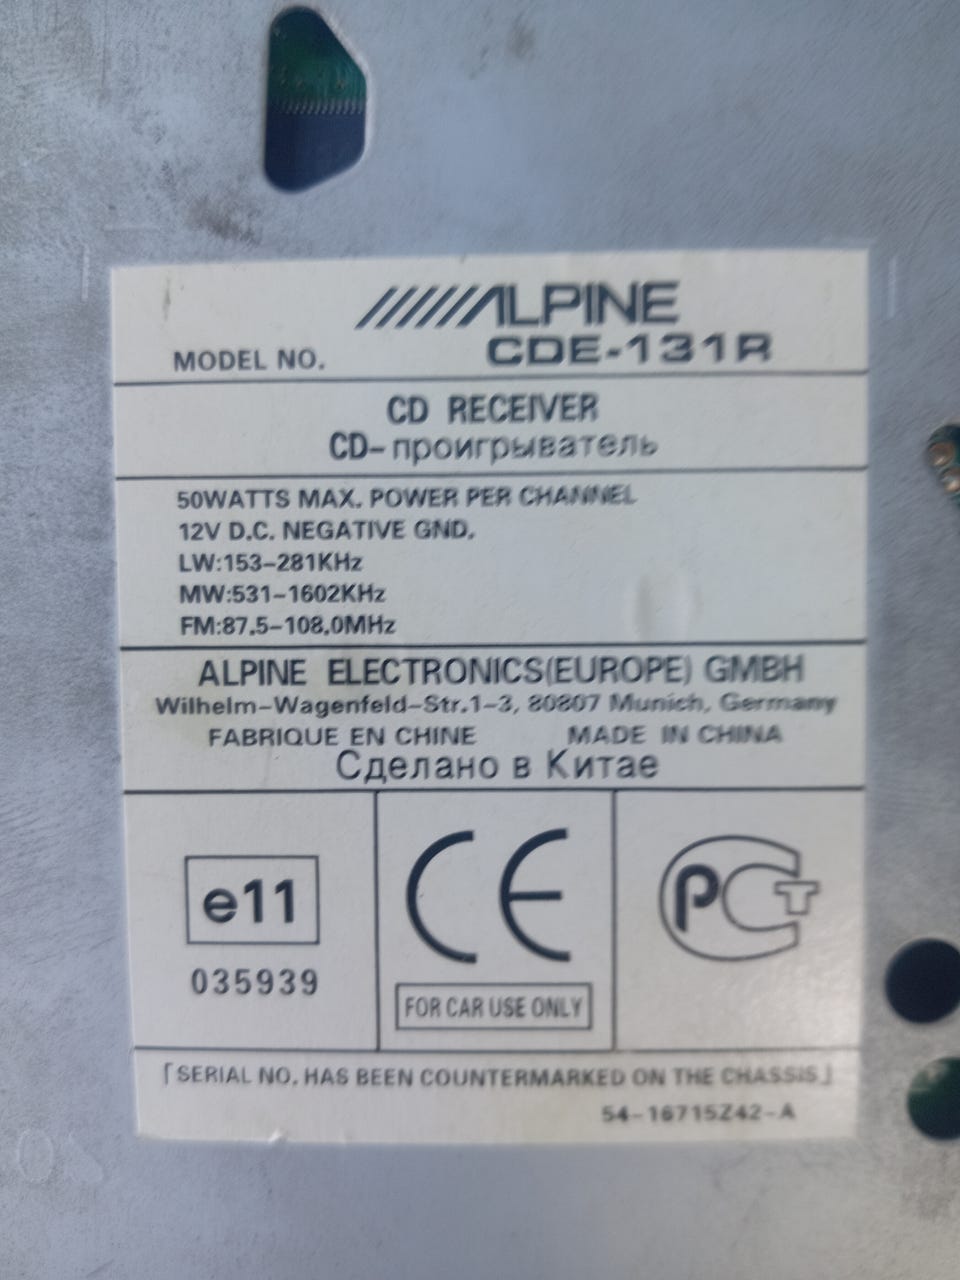 ALPINE
MODEL NO. CDE-131R
CD RECEIVER
CD-проигрыватель
50WATTS MAX. POWER PER CHANNEL
12V D.C. NEGATIVE GND.
LW:153-281KHz
MW:531-1602KHz
FM:87.5-108.0MHz
ALPINE ELECTRONICS(EUROPE) GMBH
Wilhelm-Wagenfeld-Str.1-3, 80807 Munich, Germany
FABRIQUE EN CHINE MADE IN CHINA
Сделано в Китае
e11
035939
CE
FOR CAR USE ONLY
РСТ
「SERIAL NO. HAS BEEN COUNTERMARKED ON THE CHASSIS」
54-16715Z42-A